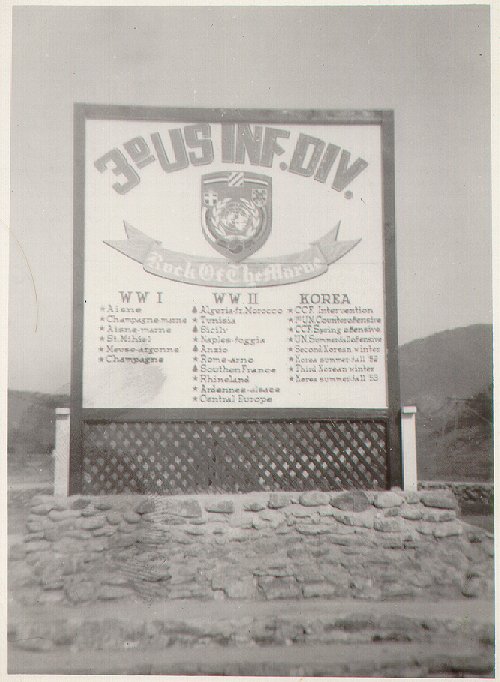 3D US INF. DIV.
Rock Of The Marne
WW I
Aisne
Champagne-marne
Aisne-marne
St. Mihiel
Meuse-argonne
Champagne
WW II
Algeria-fr. Morocco
Tunisia
Sicily
Naples-foggia
Anzio
Rome-arno
Southern France
Rhineland
Ardennes-alsace
Central Europe
KOREA
CCF. Intervention
1st UN. Counteroffensive
CCF. Spring offensive
U.N. Summer.fall offensive
Second Korean winter
Korea summer.fall '52
Third Korean winter
Korea summer.fall '53